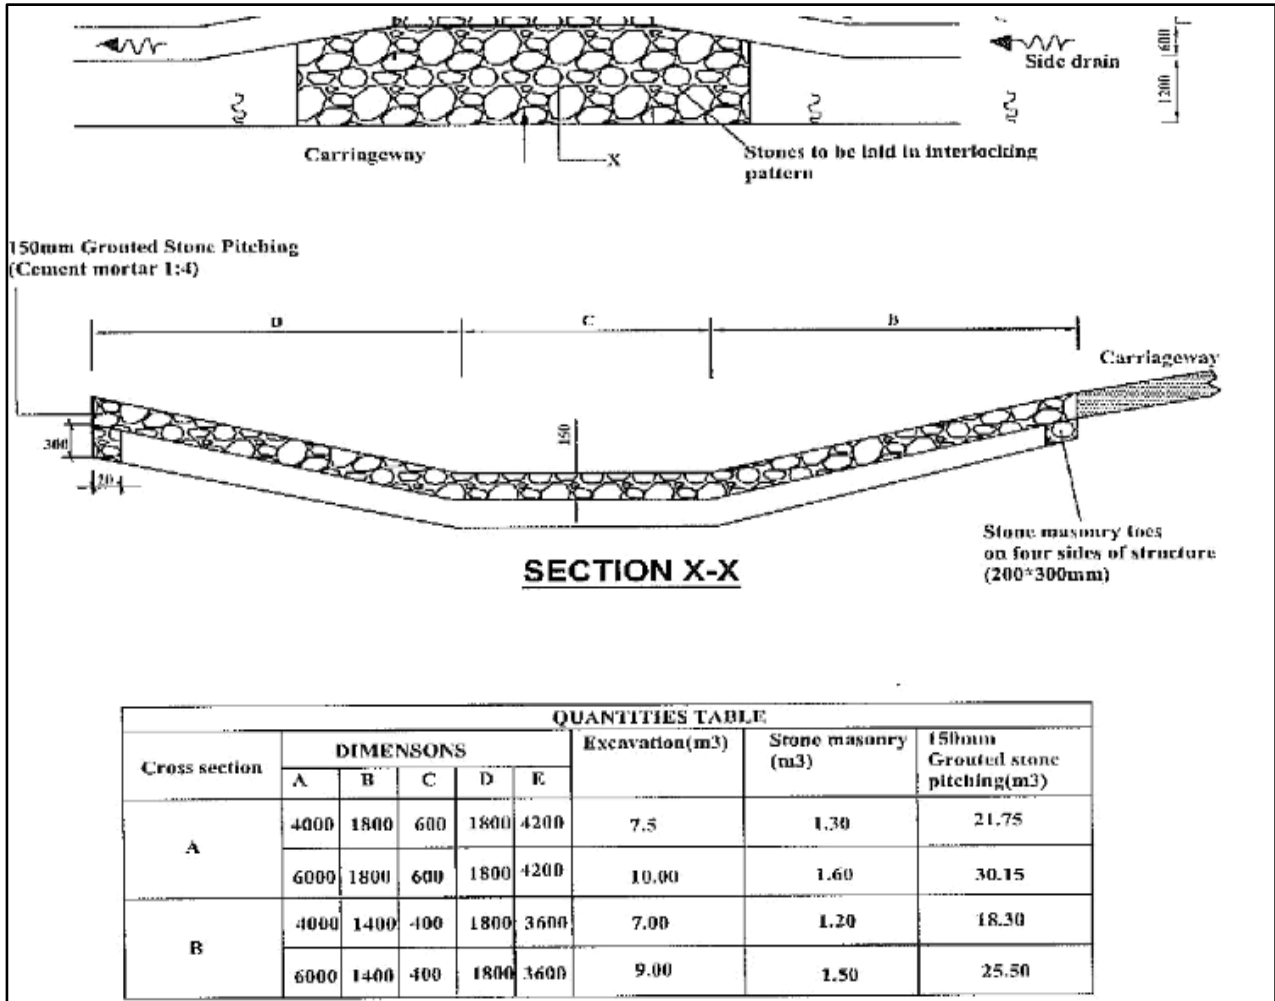 Side drain
600
1200
Carringeway
X
Stones to be laid in interlocking
pattern
150mm Grouted Stone Pitching
(Cement mortar 1:4)
D
C
B
Carriageway
300
150
20
Stone masonry toes
on four sides of structure
(200*300mm)
SECTION X-X
QUANTITIES TABLE
Cross section
DIMENSONS
Excavation(m3)
Stone masonry
(m3)
150mm
Grouted stone
pitching(m3)
A B C D E
A
4000 1800 600 1800 4200 7.5 1.30 21.75
6000 1800 600 1800 4200 10.00 1.60 30.15
B
4000 1400 400 1800 3600 7.00 1.20 18.30
6000 1400 400 1800 3600 9.00 1.50 25.50